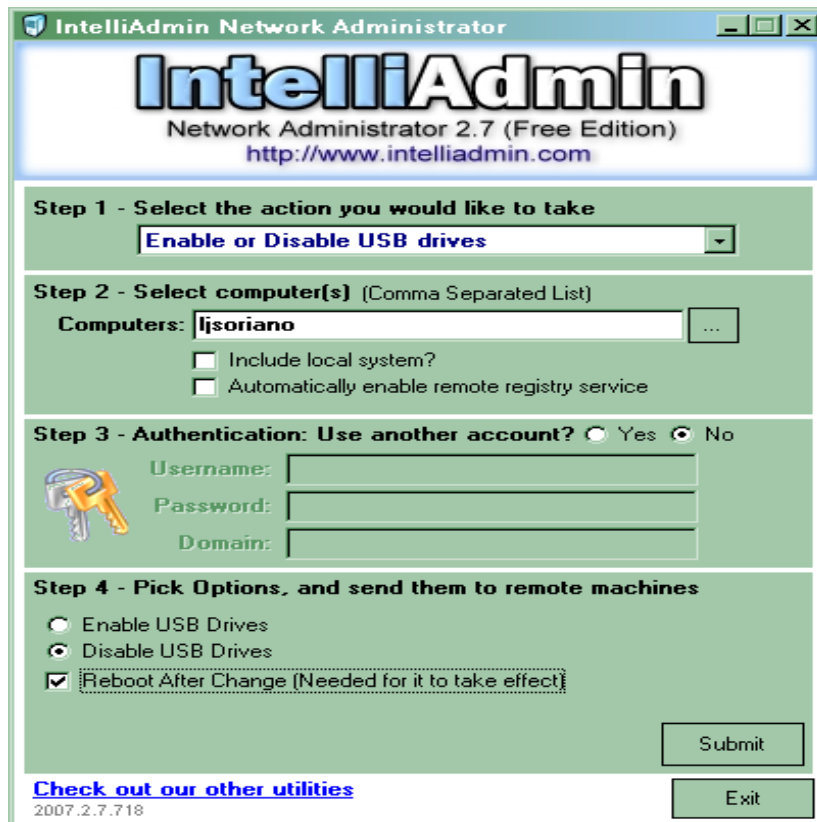 IntelliAdmin Network Administrator
IntelliAdmin
Network Administrator 2.7 (Free Edition)
http://www.intelliadmin.com
Step 1 - Select the action you would like to take
Enable or Disable USB drives
Step 2 - Select computer(s) (Comma Separated List)
Computers: ljsoriano ...
Include local system?
Automatically enable remote registry service
Step 3 - Authentication: Use another account? Yes No
Username:
Password:
Domain:
Step 4 - Pick Options, and send them to remote machines
Enable USB Drives
Disable USB Drives
Reboot After Change (Needed for it to take effect)
Submit
Check out our other utilities
2007.2.7.718
Exit